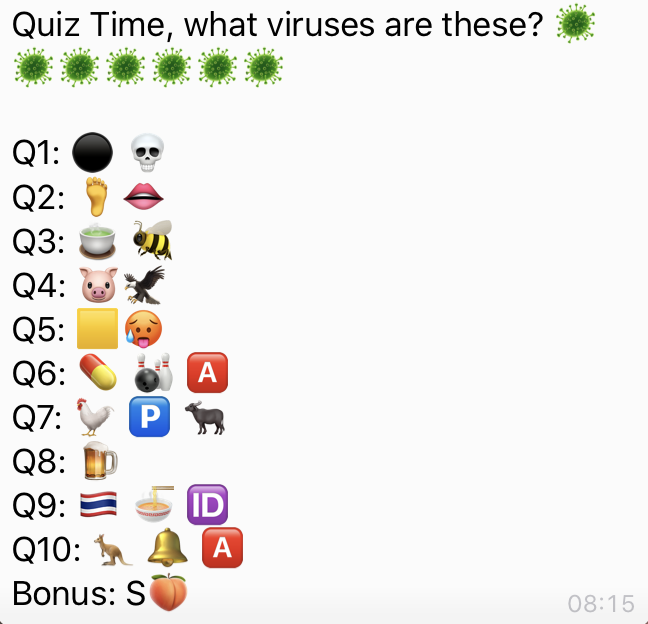 Quiz Time, what viruses are these? 🦠
🦠🦠🦠🦠🦠🦠
Q1: ⚫ 💀
Q2: 🦶👄
Q3: 🍵 🐝
Q4: 🐷🦅
Q5: 🟨🥵
Q6: 💊 🎳 🅰️
Q7: 🐓 🅿️ 🐃
Q8: 🍺
Q9: 🇹🇭 🍜 🆔
Q10: 🦘 🔔 🅰️
Bonus: S🍑
08:15